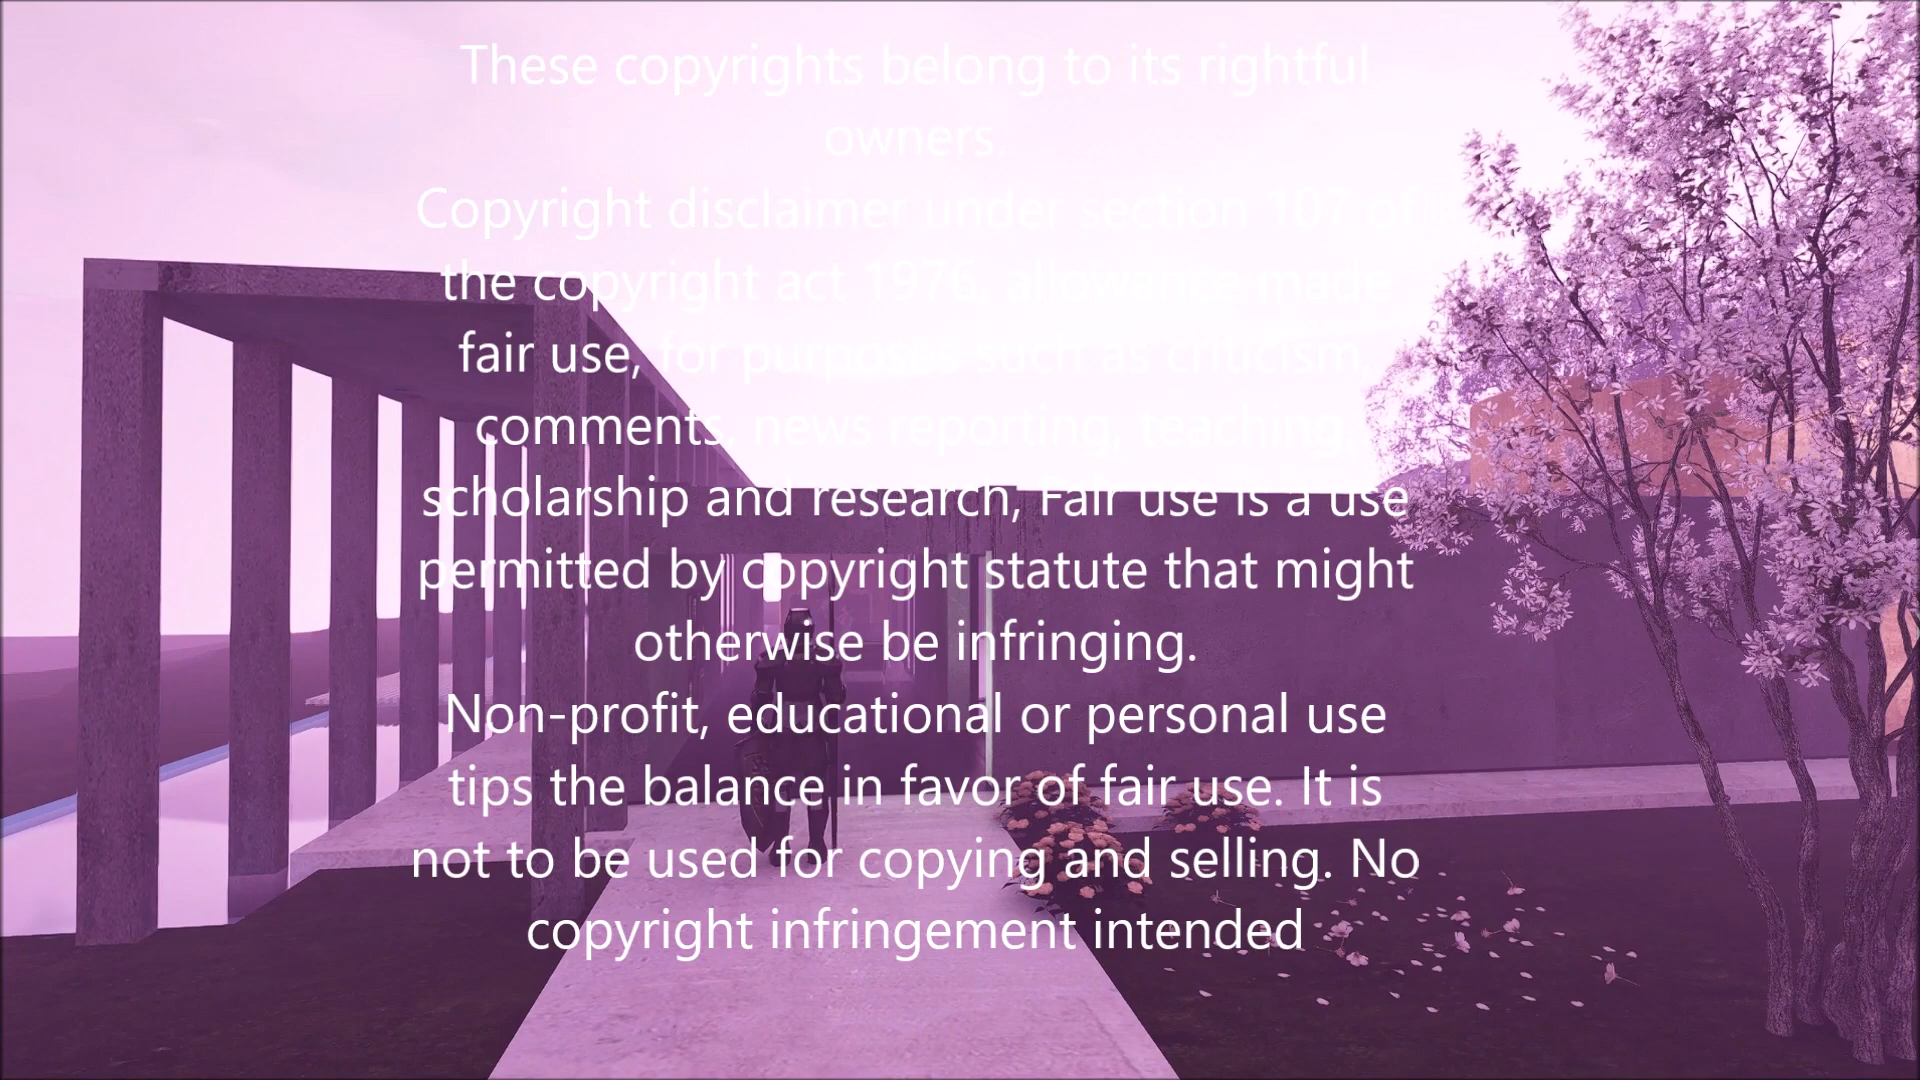 These copyrights belong to its rightful
owners.
Copyright disclaimer under section 107 of
the copyright act 1976, allowance made
fair use, for purposes such as criticism,
comments, news reporting, teaching,
scholarship and research, Fair use is a use
permitted by copyright statute that might
otherwise be infringing.
Non-profit, educational or personal use
tips the balance in favor of fair use. It is
not to be used for copying and selling. No
copyright infringement intended